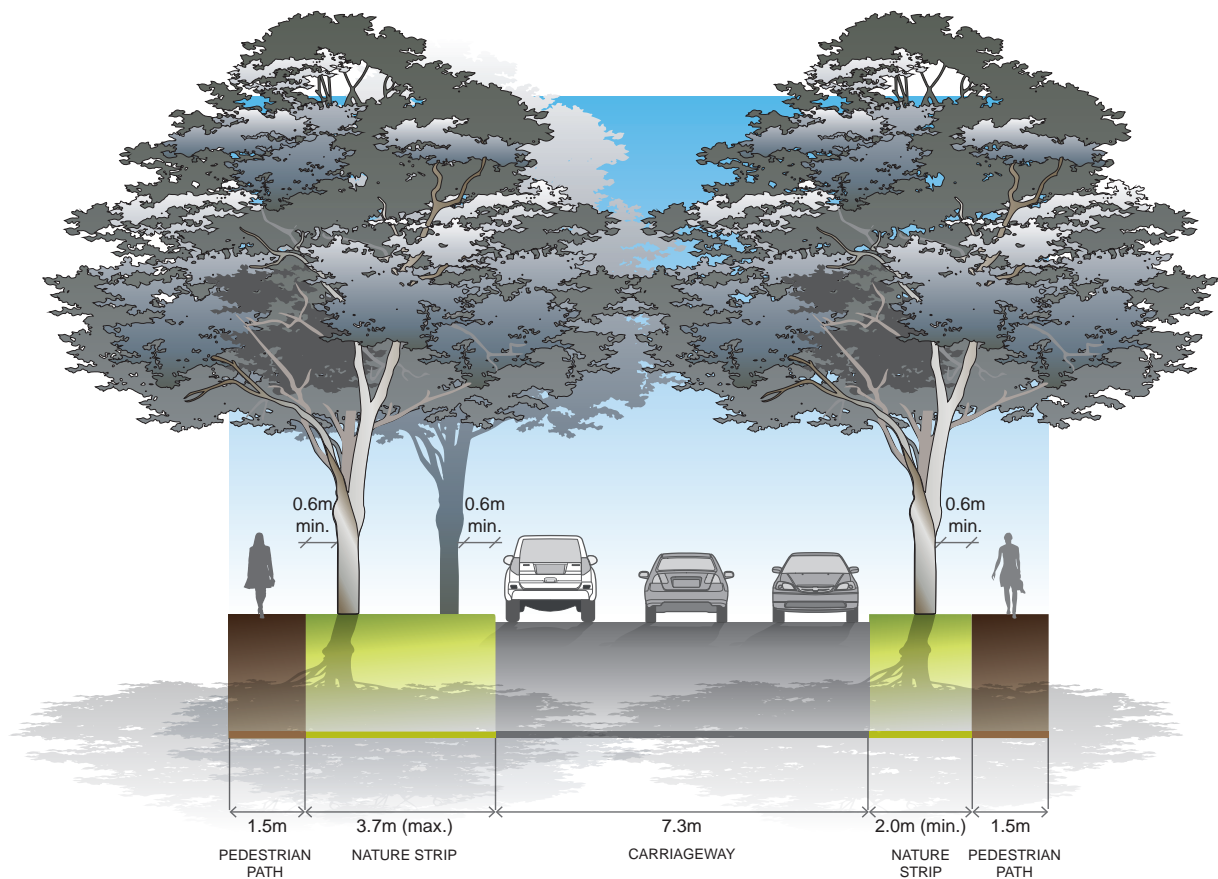 0.6m
min.
0.6m
min.
0.6m
min.
1.5m
3.7m (max.)
7.3m
2.0m (min.)
1.5m
PEDESTRIAN
PATH
NATURE STRIP
CARRIAGEWAY
NATURE
STRIP
PEDESTRIAN
PATH